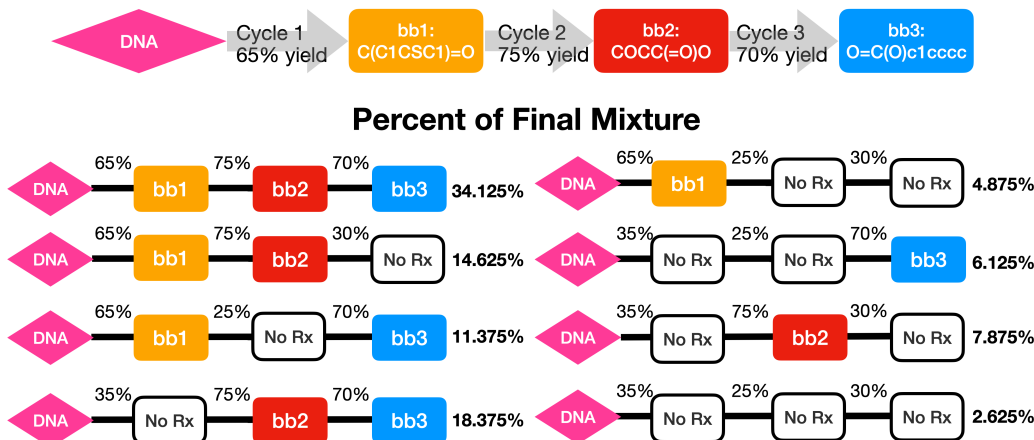 DNA
Cycle 1
65% yield
bb1:
C(C1CSC1)=O
Cycle 2
75% yield
bb2:
COCC(=O)O
Cycle 3
70% yield
bb3:
O=C(O)c1cccc
Percent of Final Mixture
65% 75% 70%
DNA bb1 bb2 bb3 34.125%
65% 25% 30%
DNA bb1 No Rx No Rx 4.875%
65% 75% 30%
DNA bb1 bb2 No Rx 14.625%
35% 25% 70%
DNA No Rx No Rx bb3 6.125%
65% 25% 70%
DNA bb1 No Rx bb3 11.375%
35% 75% 30%
DNA No Rx bb2 No Rx 7.875%
35% 75% 70%
DNA No Rx bb2 bb3 18.375%
35% 25% 30%
DNA No Rx No Rx No Rx 2.625%